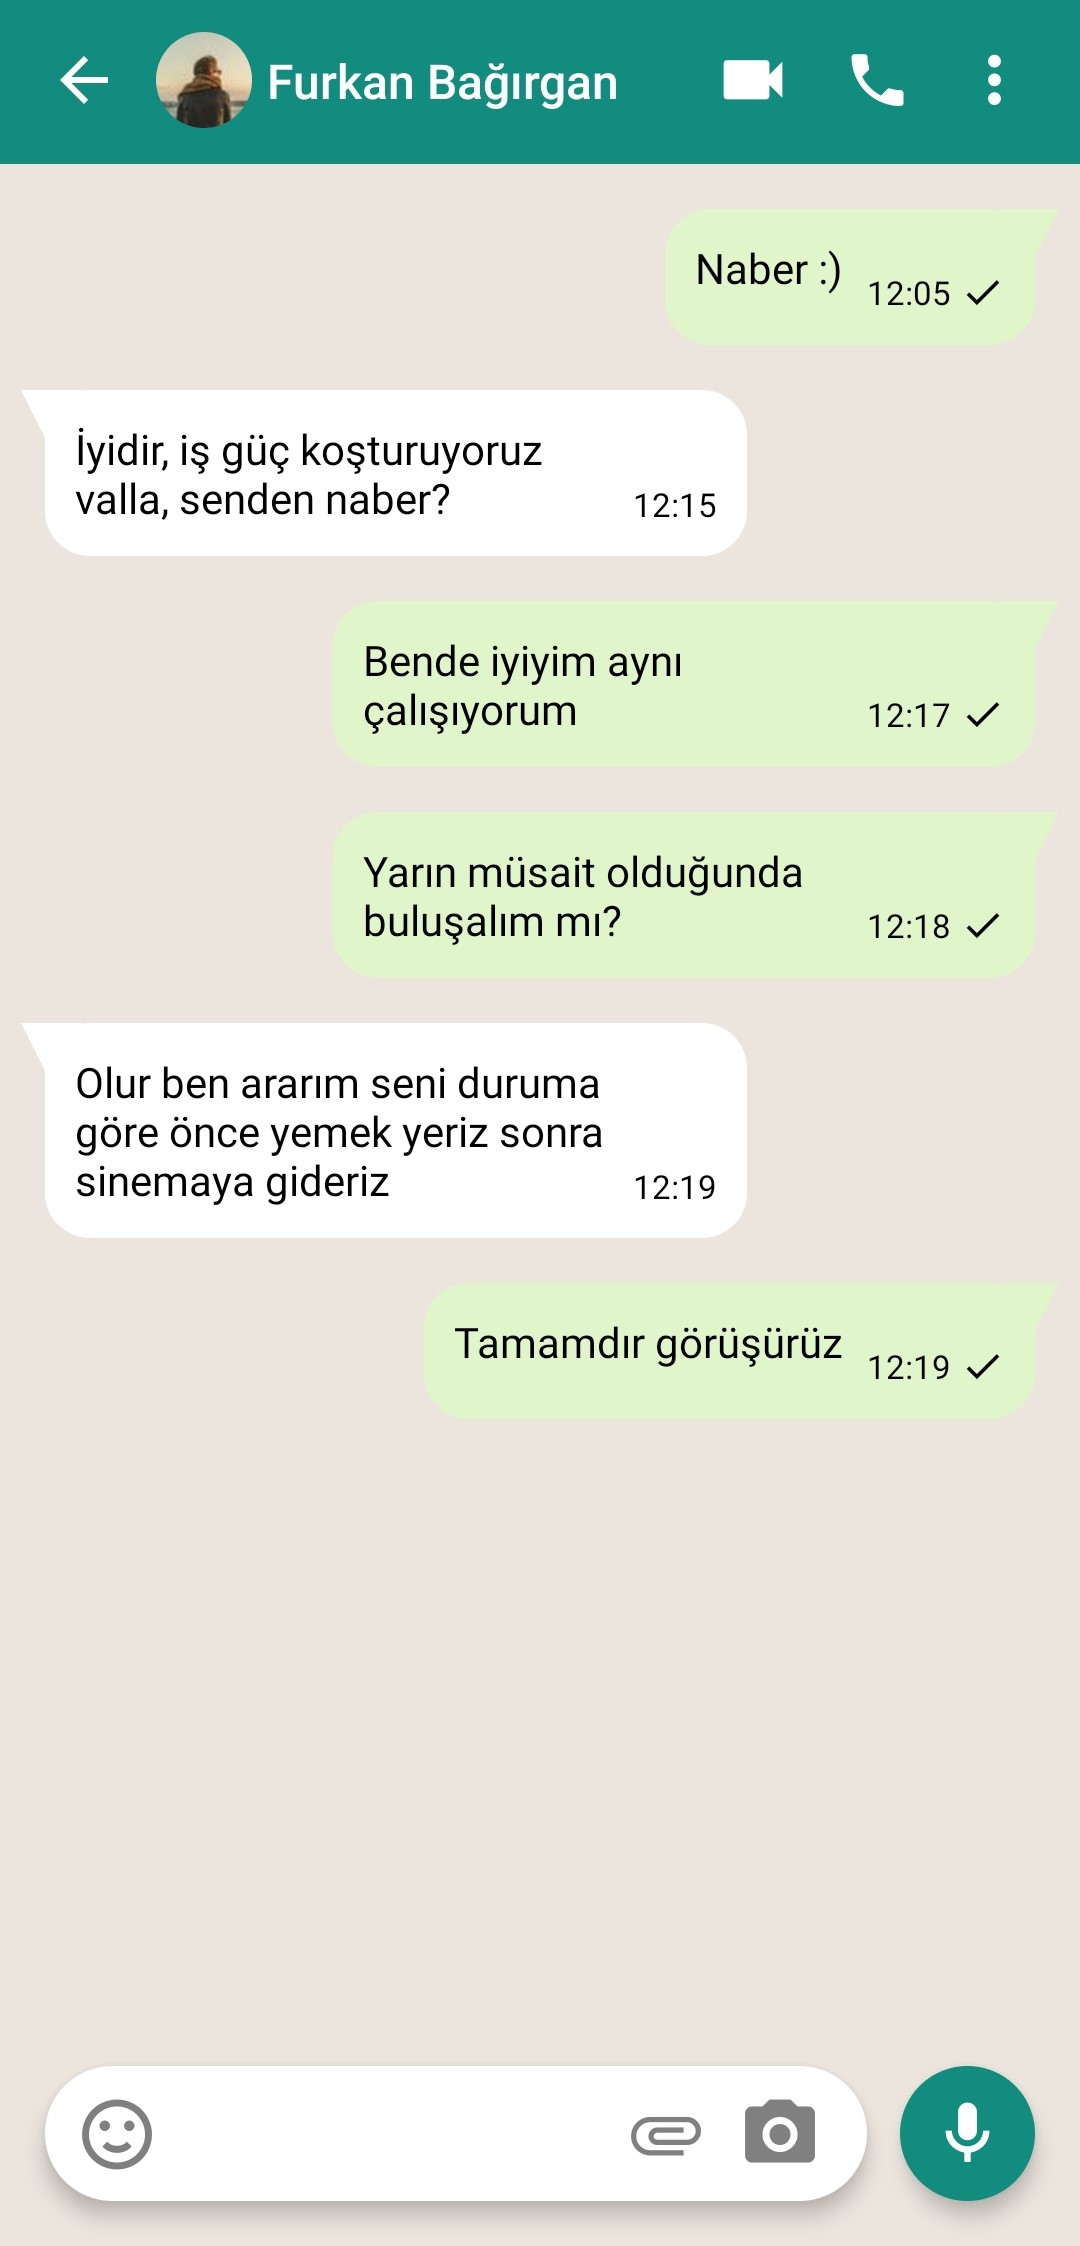 Furkan Bağırgan
Naber :)
12:05
İyidir, iş güç koşturuyoruz
valla, senden naber?
12:15
Bende iyiyim aynı
çalışıyorum
12:17
Yarın müsait olduğunda
buluşalım mı?
12:18
Olur ben ararım seni duruma
göre önce yemek yeriz sonra
sinemaya gideriz
12:19
Tamamdır görüşürüz
12:19